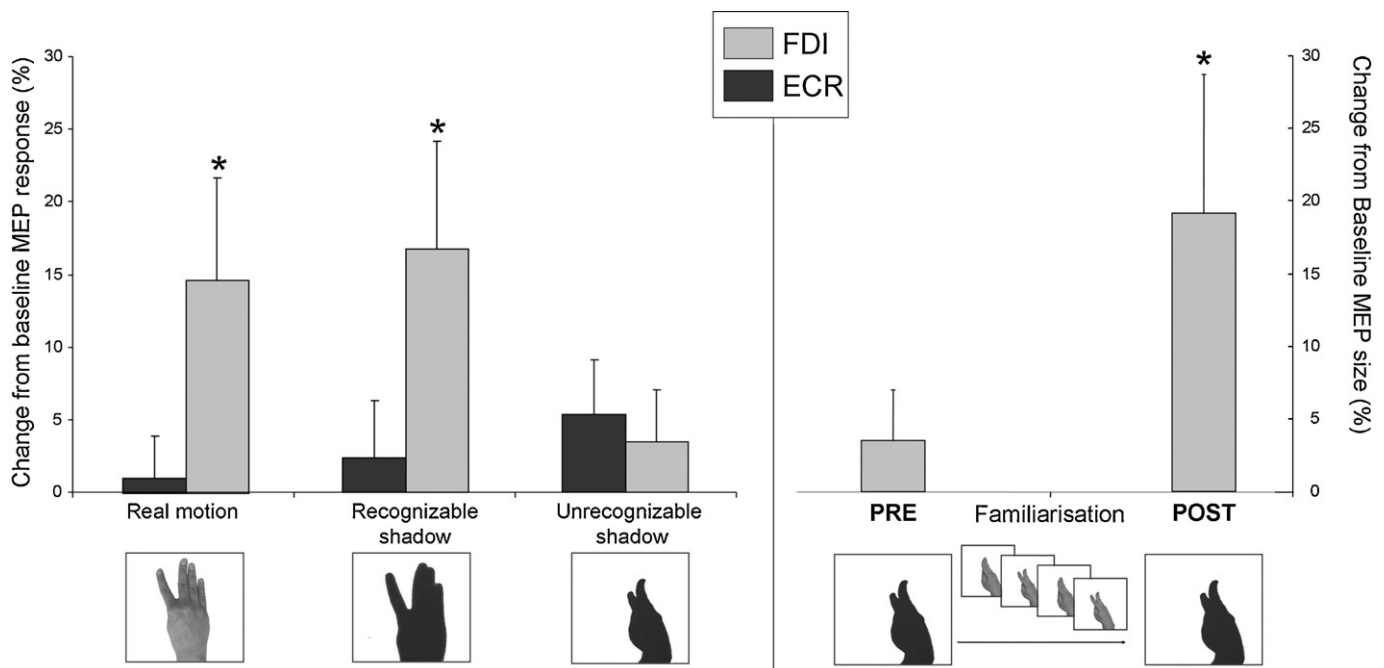 FDI
ECR
Change from baseline MEP response (%)
30
25
20
15
10
5
0
*
*
Real motion
Recognizable
shadow
Unrecognizable
shadow
*
30
25
20
15
10
5
0
Change from Baseline MEP size (%)
PRE
Familiarisation
POST